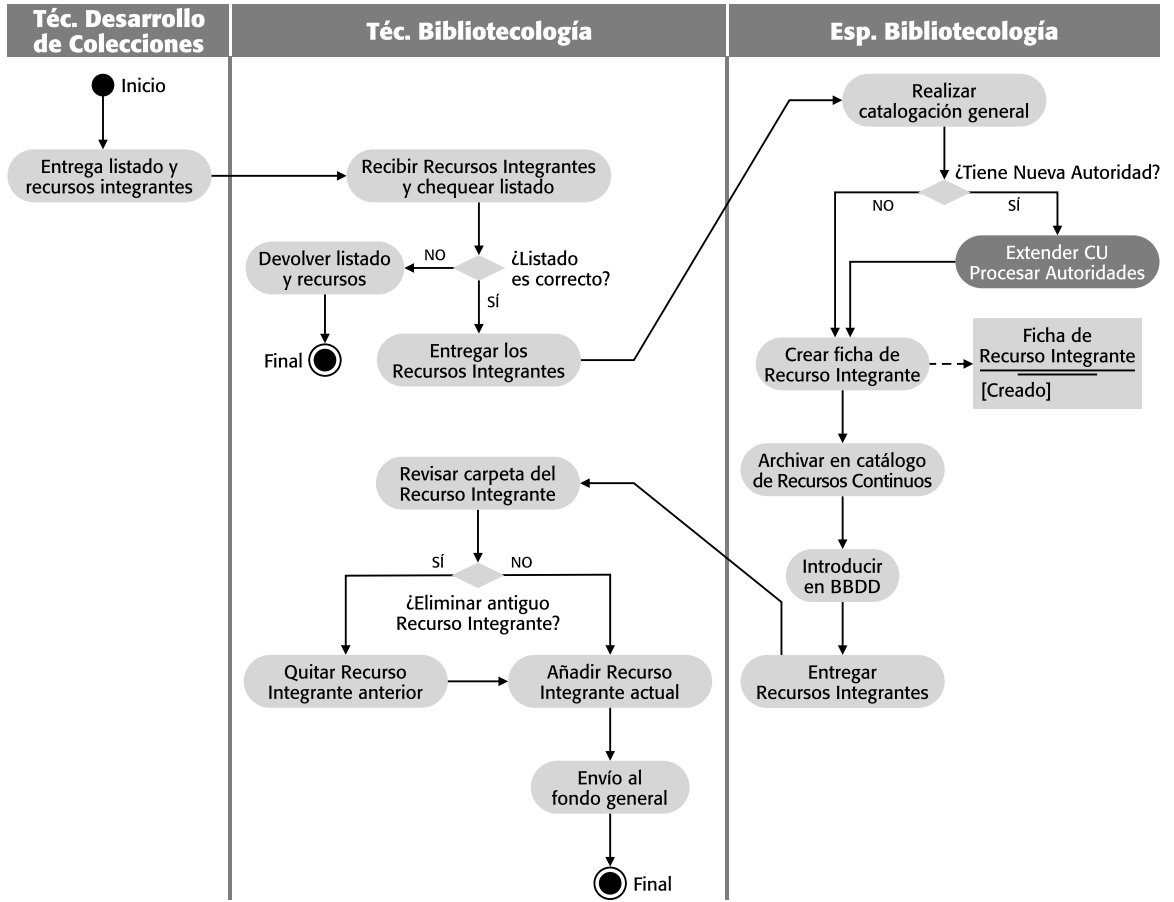 Téc. Desarrollo
de Colecciones
Téc. Bibliotecología
Esp. Bibliotecología
Inicio
Entrega listado y
recursos integrantes
Recibir Recursos Integrantes
y chequear listado
¿Listado
es correcto?
NO
SÍ
Devolver listado
y recursos
Final
Entregar los
Recursos Integrantes
Realizar
catalogación general
¿Tiene Nueva Autoridad?
NO
SÍ
Extender CU
Procesar Autoridades
Crear ficha de
Recurso Integrante
Ficha de
Recurso Integrante
[Creado]
Archivar en catálogo
de Recursos Continuos
Introducir
en BBDD
Entregar
Recursos Integrantes
Revisar carpeta del
Recurso Integrante
SÍ
NO
¿Eliminar antiguo
Recurso Integrante?
Quitar Recurso
Integrante anterior
Añadir Recurso
Integrante actual
Envío al
fondo general
Final